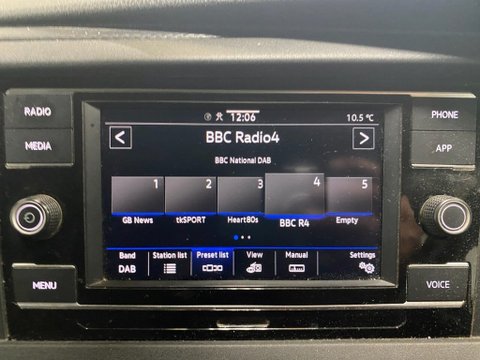 RADIO
MEDIA
MENU
12:06
10.5 °C
< BBC Radio4 >
BBC National DAB
1 2 3 4 5
GB News tkSPORT Heart80s BBC R4 Empty
Band Station list Preset list View Manual Settings
DAB
PHONE
APP
VOICE